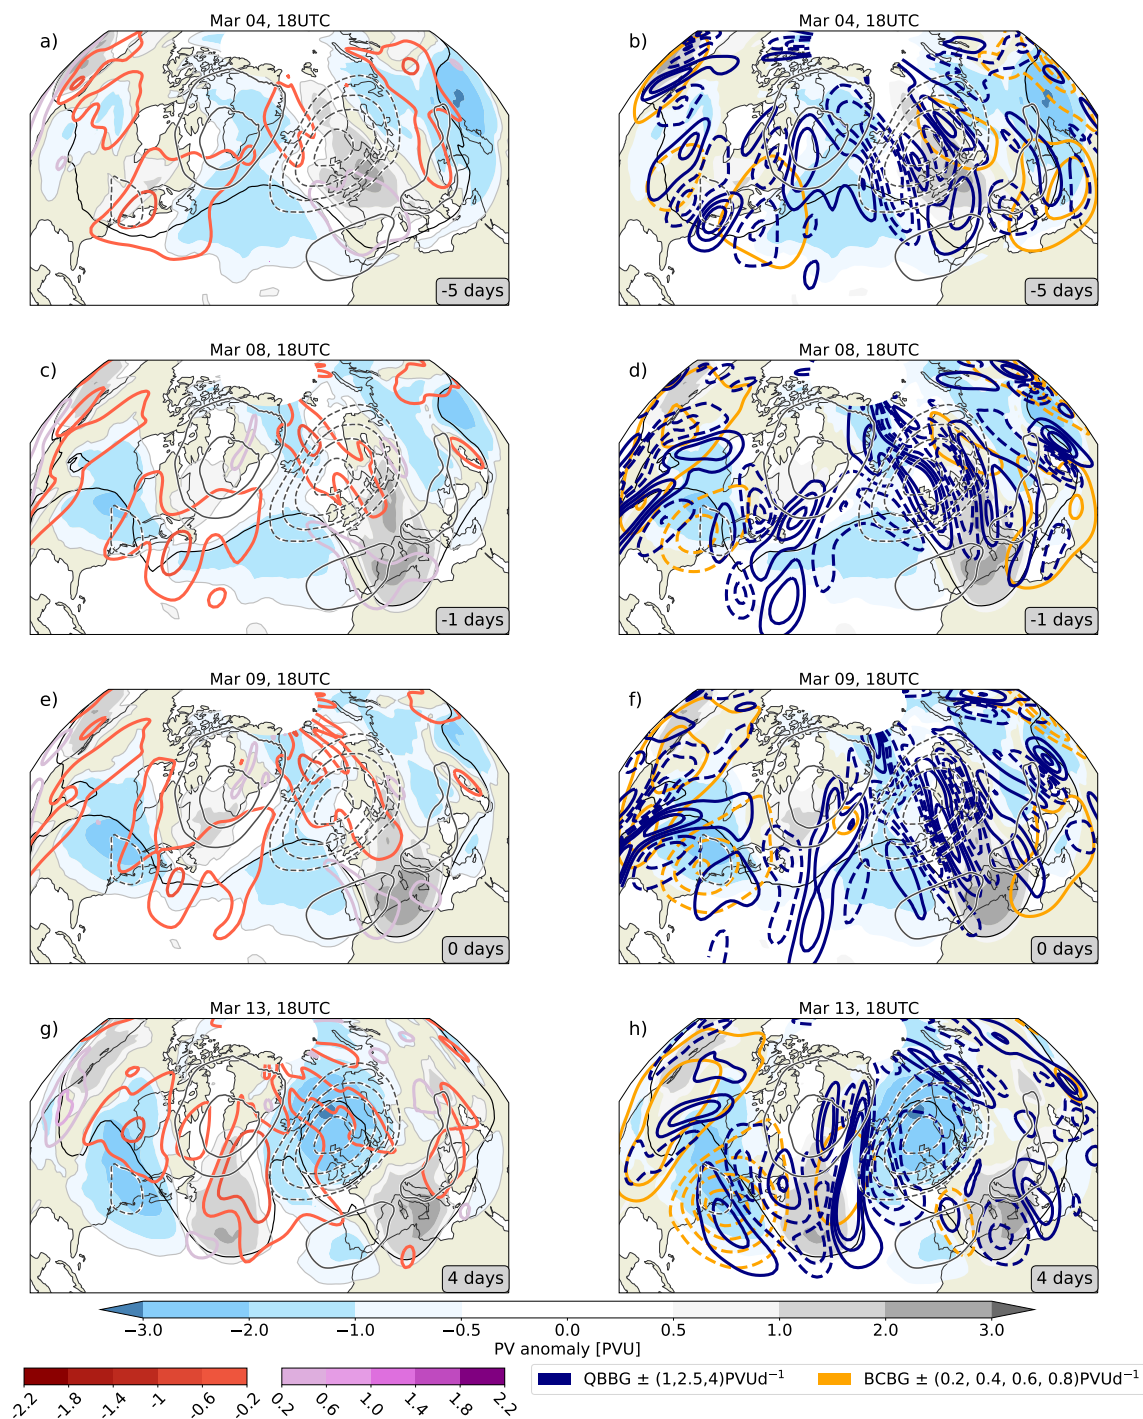 Mar 04, 18UTC
Mar 04, 18UTC
a)
b)
-5 days
-5 days
Mar 08, 18UTC
Mar 08, 18UTC
c)
d)
-1 days
-1 days
Mar 09, 18UTC
Mar 09, 18UTC
e)
f)
0 days
0 days
Mar 13, 18UTC
Mar 13, 18UTC
g)
h)
4 days
4 days
−3.0 −2.0 −1.0 −0.5 0.0 0.5 1.0 2.0 3.0
PV anomaly [PVU]
QBBG ± (1,2.5,4)PVUd⁻¹
BCBG ± (0.2, 0.4, 0.6, 0.8)PVUd⁻¹
-2.2 -1.8 -1.4 -1 -0.6 -0.2
0.2 0.6 1.0 1.4 1.8 2.2